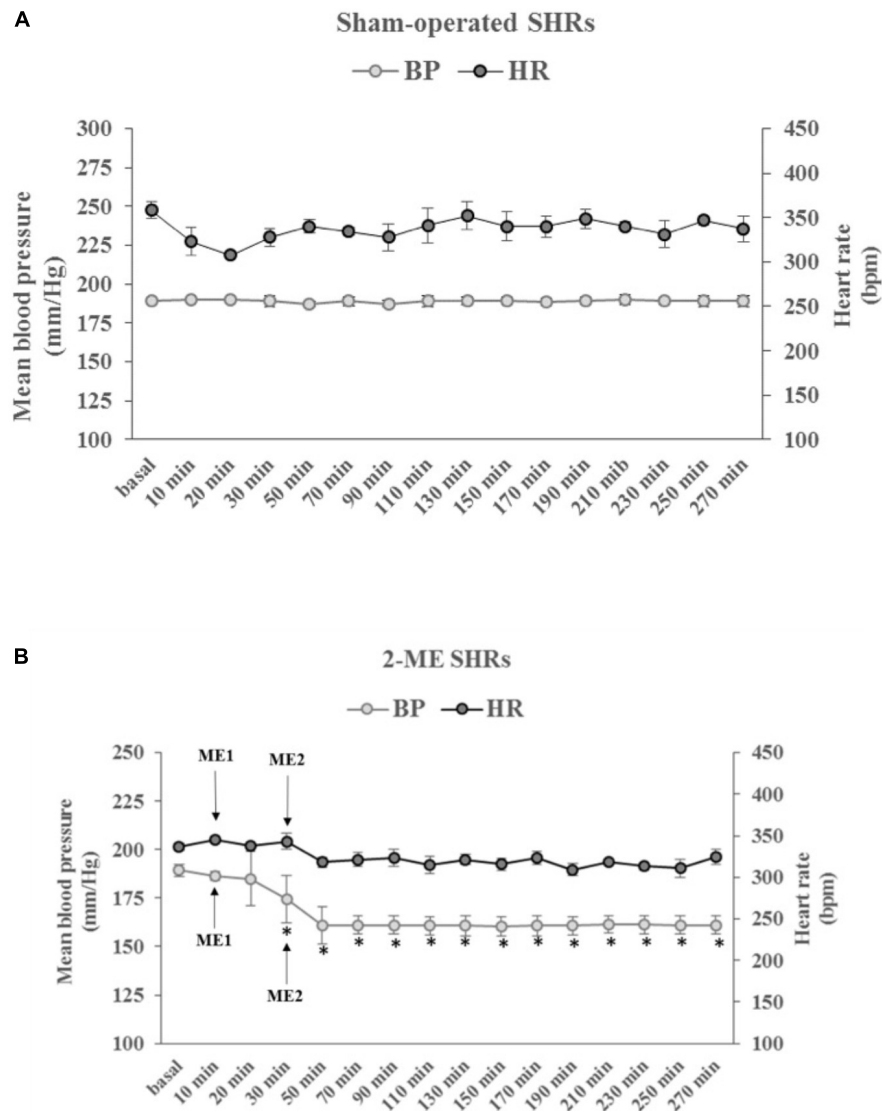 A
Sham-operated SHRs
BP HR
Mean blood pressure
(mm/Hg)
300
275
250
225
200
175
150
125
100
450
400
350
300
250
200
150
100
Heart rate
(bpm)
basal
10 min
20 min
30 min
50 min
70 min
90 min
110 min
130 min
150 min
170 min
190 min
210 mib
230 min
250 min
270 min
B
2-ME SHRs
BP HR
Mean blood pressure
(mm/Hg)
250
225
200
175
150
125
100
ME1
ME2
ME1
ME2
* * * * * * * * * * * * *
450
400
350
300
250
200
150
100
Heart rate
(bpm)
basal
10 min
20 min
30 min
50 min
70 min
90 min
110 min
130 min
150 min
170 min
190 min
210 min
230 min
250 min
270 min